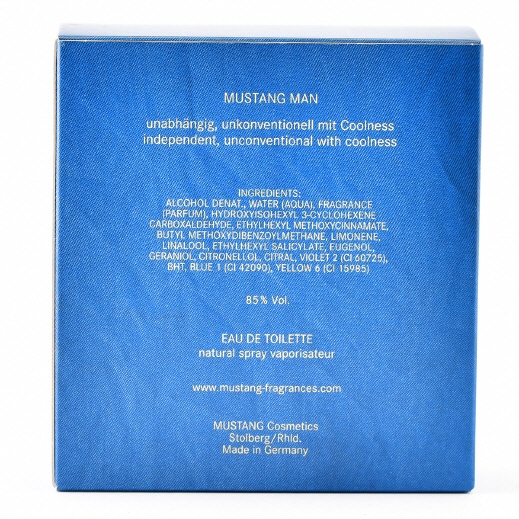 MUSTANG MAN
unabhängig, unkonventionell mit Coolness
independent, unconventional with coolness
INGREDIENTS:
ALCOHOL DENAT., WATER (AQUA), FRAGRANCE
(PARFUM), HYDROXYISOHEXYL 3-CYCLOHEXENE
CARBOXALDEHYDE, ETHYLHEXYL METHOXYCINNAMATE,
BUTYL METHOXYDIBENZOYLMETHANE, LIMONENE,
LINALOOL, ETHYLHEXYL SALICYLATE, EUGENOL,
GERANIOL, CITRONELLOL, CITRAL, VIOLET 2 (CI 60725),
BHT, BLUE 1 (CI 42090), YELLOW 6 (CI 15985)
85% Vol.
EAU DE TOILETTE
natural spray vaporisateur
www.mustang-fragrances.com
MUSTANG Cosmetics
Stolberg/Rhld.
Made in Germany